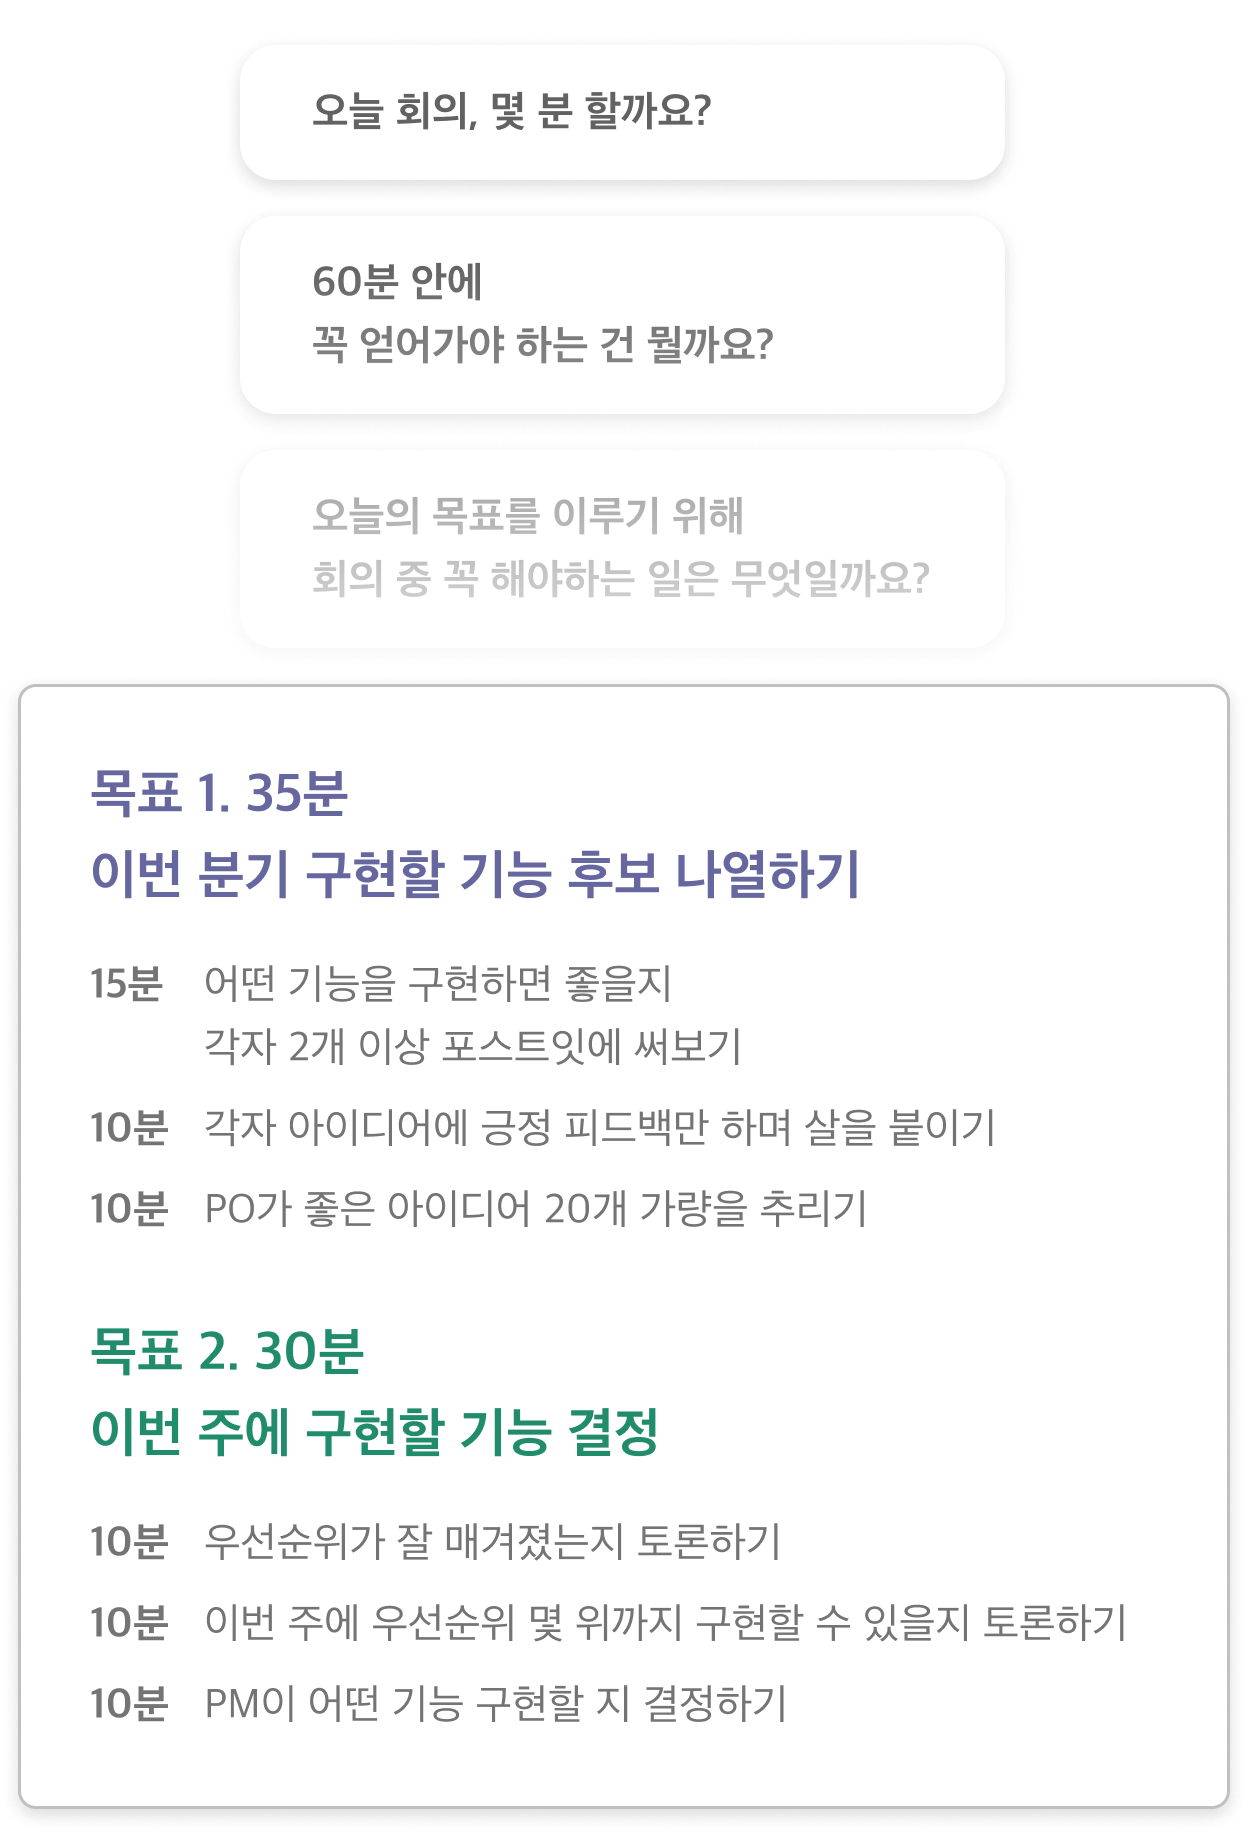 오늘 회의, 몇 분 할까요?
60분 안에
꼭 얻어가야 하는 건 뭘까요?
오늘의 목표를 이루기 위해
회의 중 꼭 해야하는 일은 무엇일까요?
목표 1. 35분
이번 분기 구현할 기능 후보 나열하기
15분 어떤 기능을 구현하면 좋을지
각자 2개 이상 포스트잇에 써보기
10분 각자 아이디어에 긍정 피드백만 하며 살을 붙이기
10분 PO가 좋은 아이디어 20개 가량을 추리기
목표 2. 30분
이번 주에 구현할 기능 결정
10분 우선순위가 잘 매겨졌는지 토론하기
10분 이번 주에 우선순위 몇 위까지 구현할 수 있을지 토론하기
10분 PM이 어떤 기능 구현할 지 결정하기